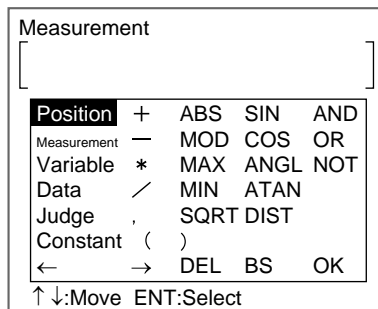 Measurement
[ ]
Position + ABS SIN AND
Measurement — MOD COS OR
Variable * MAX ANGL NOT
Data ／ MIN ATAN
Judge , SQRT DIST
Constant ( )
← → DEL BS OK
↑↓:Move ENT:Select